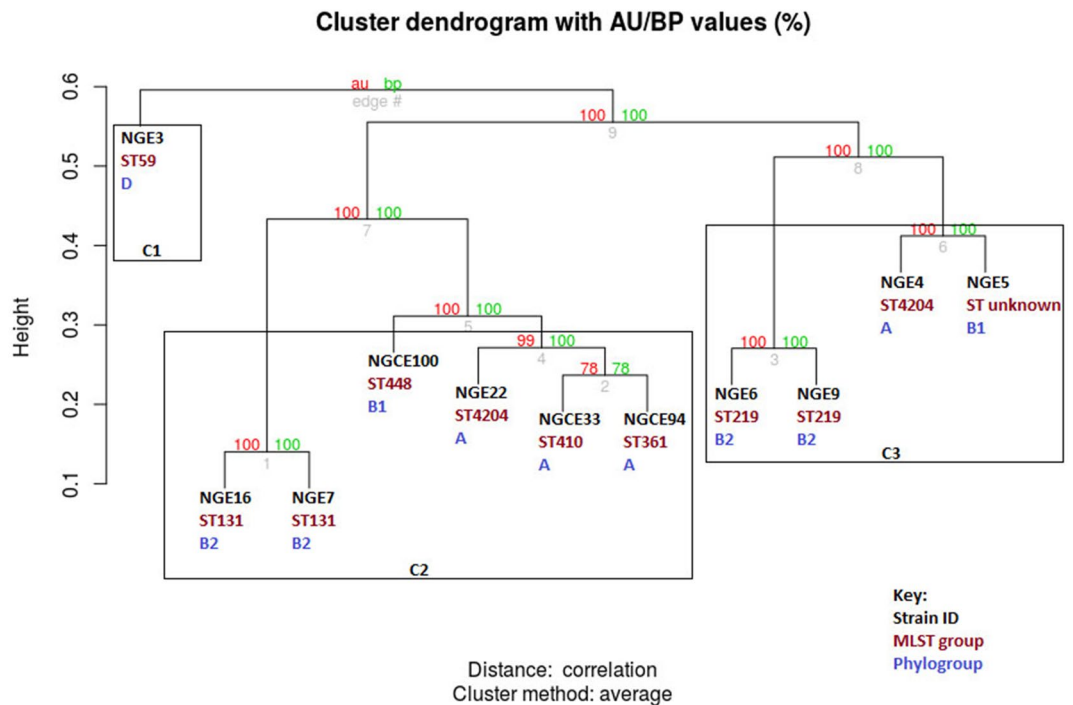 Cluster dendrogram with AU/BP values (%)
Height
0.6
0.5
0.4
0.3
0.2
0.1
au bp
edge #
100 100
9
100 100
8
100 100
7
100 100
6
100 100
5
99 100
4
100 100
3
78 78
2
100 100
1
NGE3
ST59
D
C1
NGE16
ST131
B2
NGE7
ST131
B2
NGCE100
ST448
B1
NGE22
ST4204
A
NGCE33
ST410
A
NGCE94
ST361
A
C2
NGE6
ST219
B2
NGE9
ST219
B2
NGE4
ST4204
A
NGE5
ST unknown
B1
C3
Key:
Strain ID
MLST group
Phylogroup
Distance: correlation
Cluster method: average